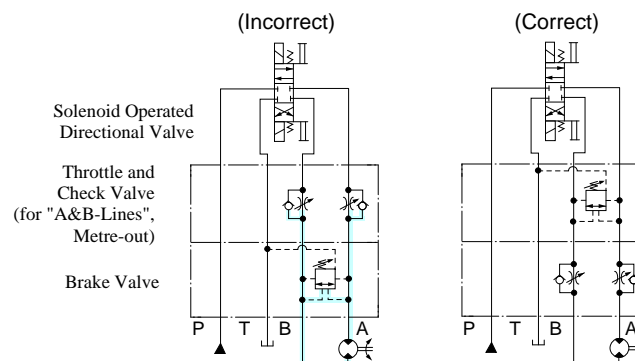 (Incorrect)
(Correct)
Solenoid Operated
Directional Valve
Throttle and
Check Valve
(for "A&B-Lines",
Metre-out)
Brake Valve
P T B A
P T B A